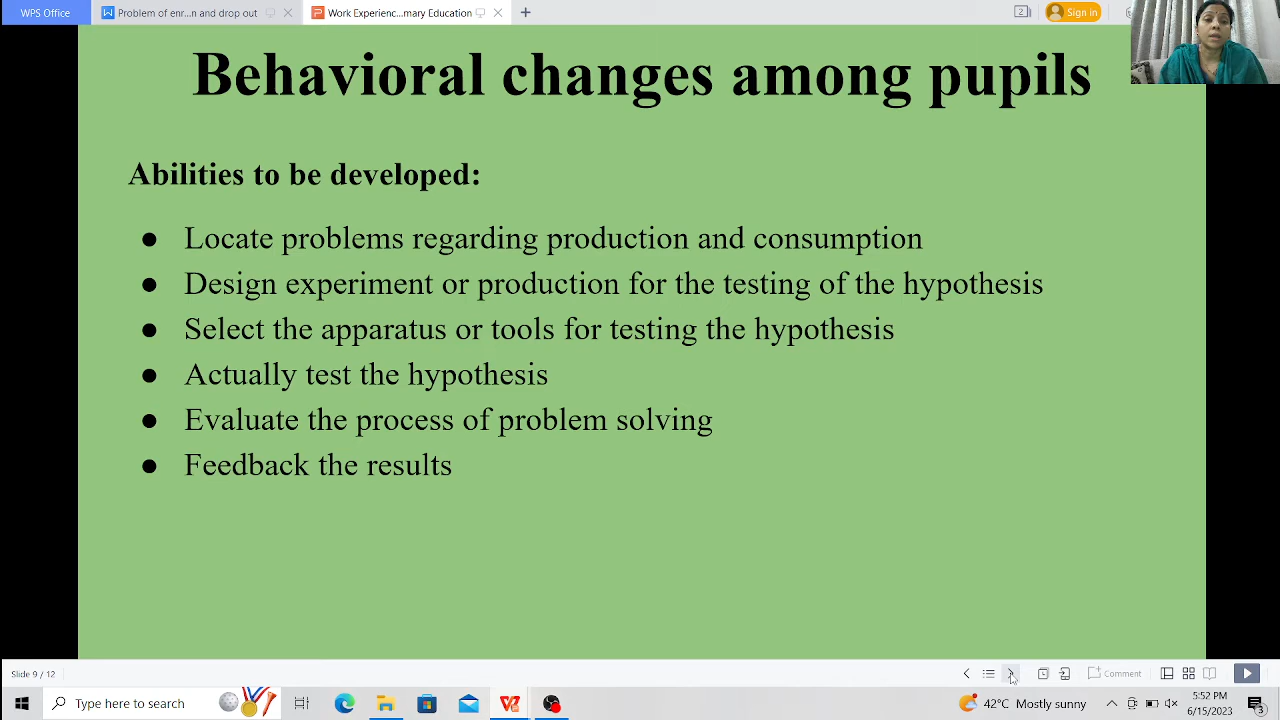 WPS Office
Problem of enr...n and drop out
Work Experienc...mary Education
2
Sign in
Behavioral changes among pupils
Abilities to be developed:
● Locate problems regarding production and consumption
● Design experiment or production for the testing of the hypothesis
● Select the apparatus or tools for testing the hypothesis
● Actually test the hypothesis
● Evaluate the process of problem solving
● Feedback the results
Slide 9 / 12
Comment
Type here to search
42°C Mostly sunny
5:52 PM
6/15/2023
3